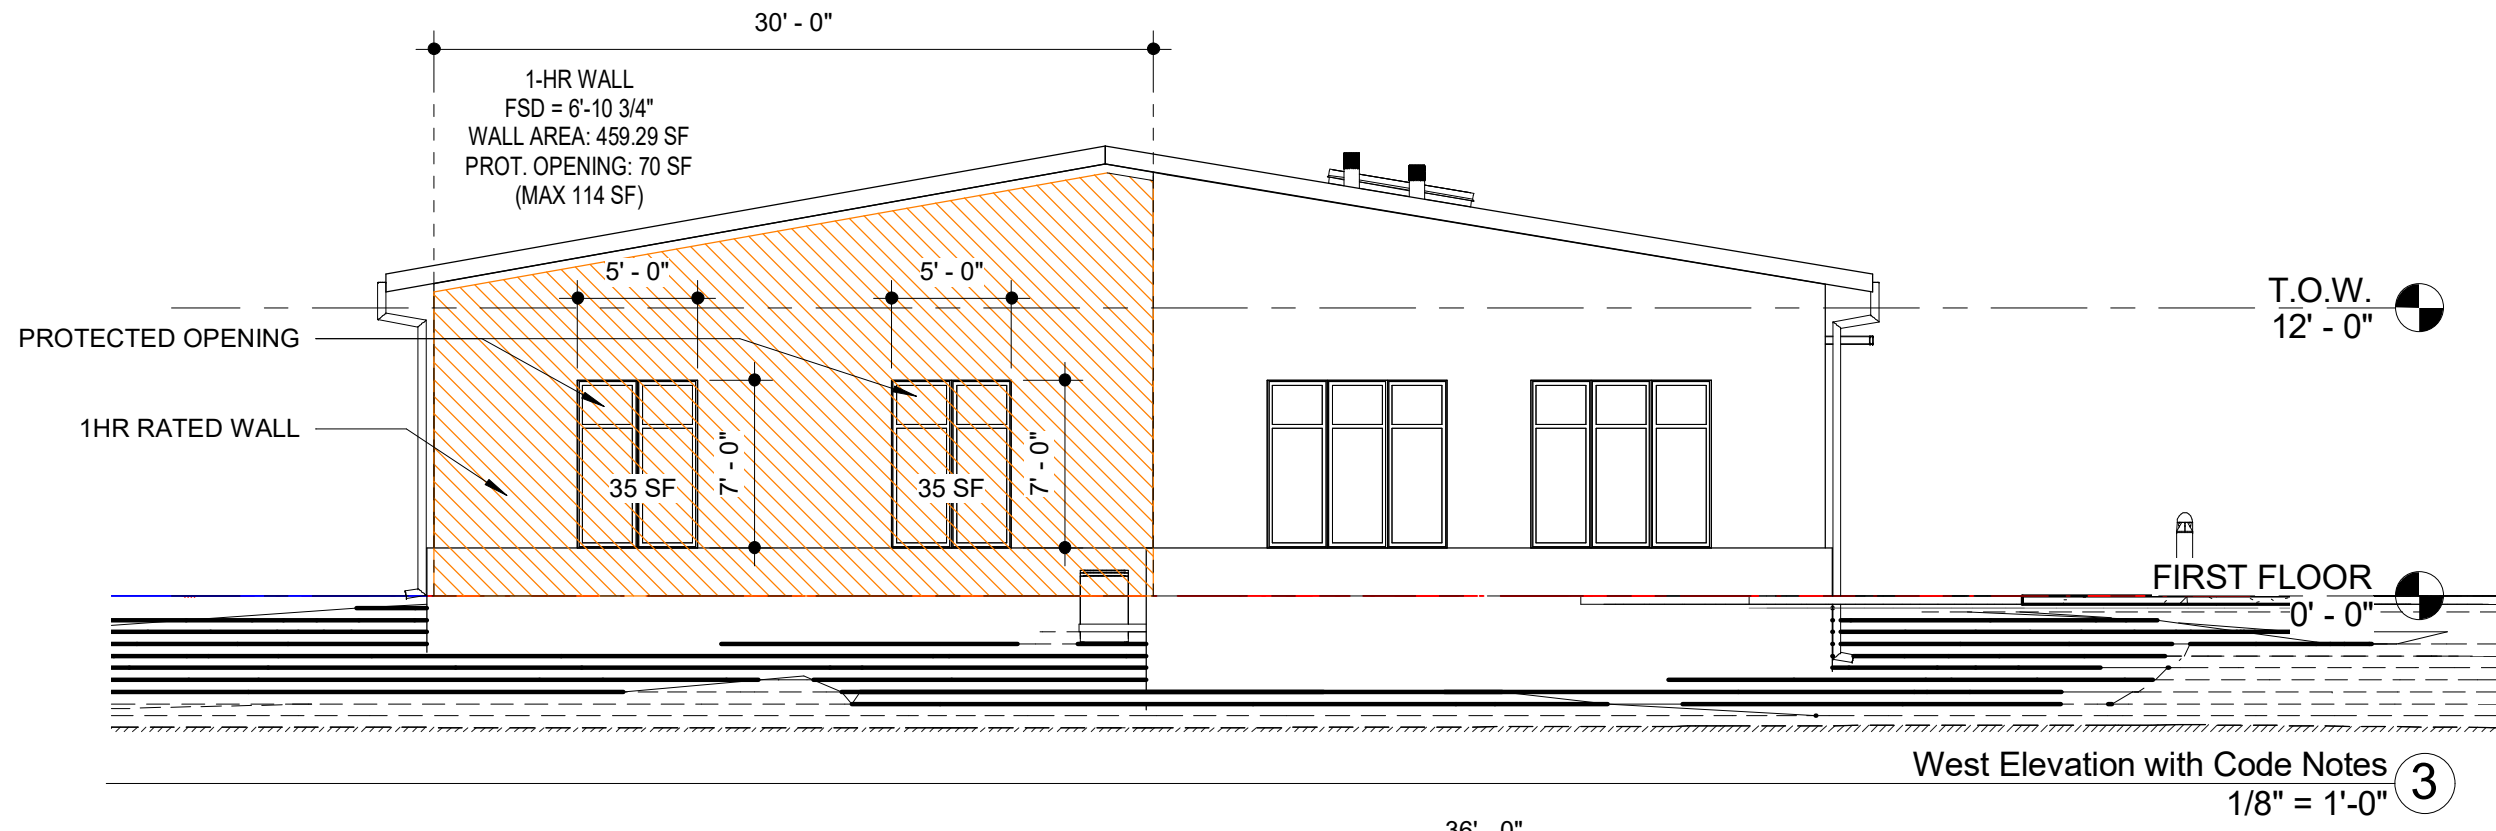 30' - 0"
1-HR WALL
FSD = 6'-10 3/4"
WALL AREA: 459.29 SF
PROT. OPENING: 70 SF
(MAX 114 SF)
5' - 0"
5' - 0"
T.O.W.
12' - 0"
PROTECTED OPENING
1HR RATED WALL
7' - 0"
7' - 0"
35 SF
35 SF
FIRST FLOOR
0' - 0"
West Elevation with Code Notes
3
1/8" = 1'-0"
36' - 0"